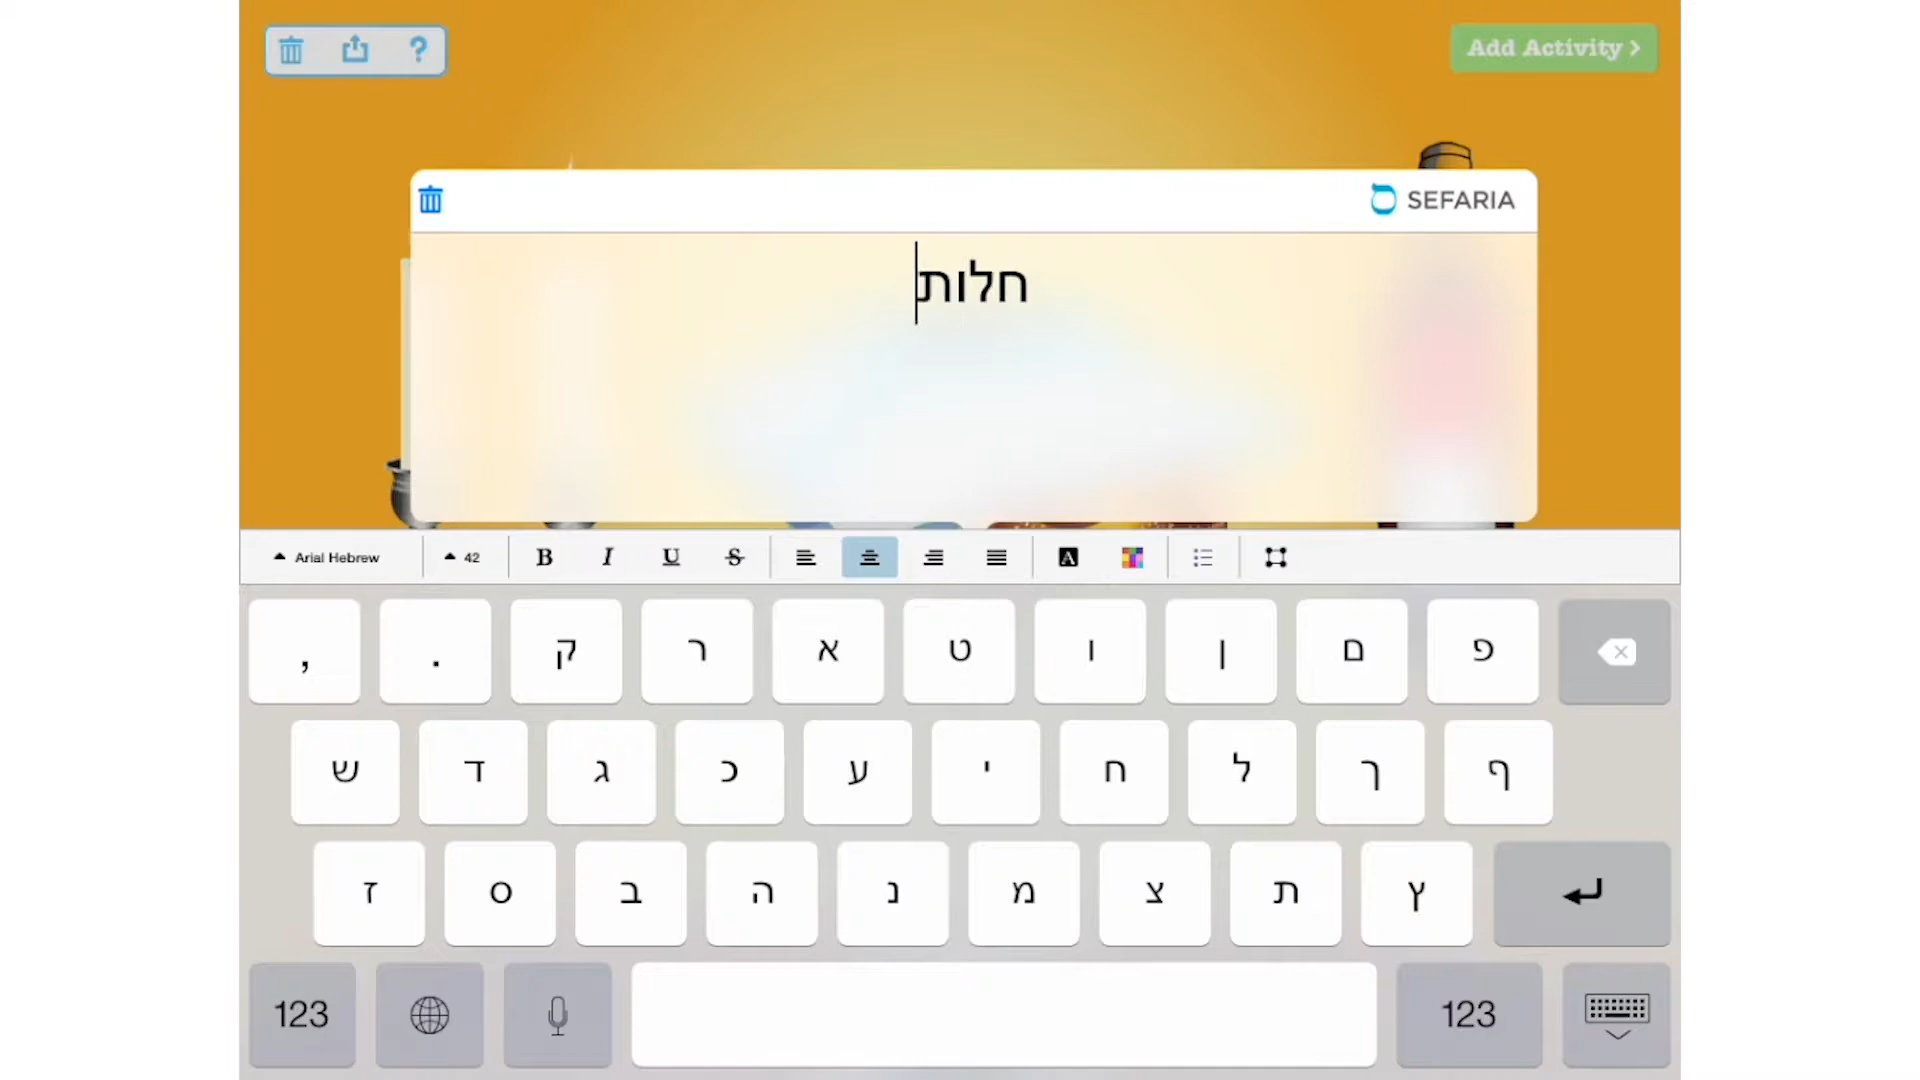 ? Add Activity >
SEFARIA
חלות
Arial Hebrew 42 B I U S A
, . ק ר א ט ו ן ם פ
ש ד ג כ ע י ח ל ך ף
ז ס ב ה נ מ צ ת ץ
123 123